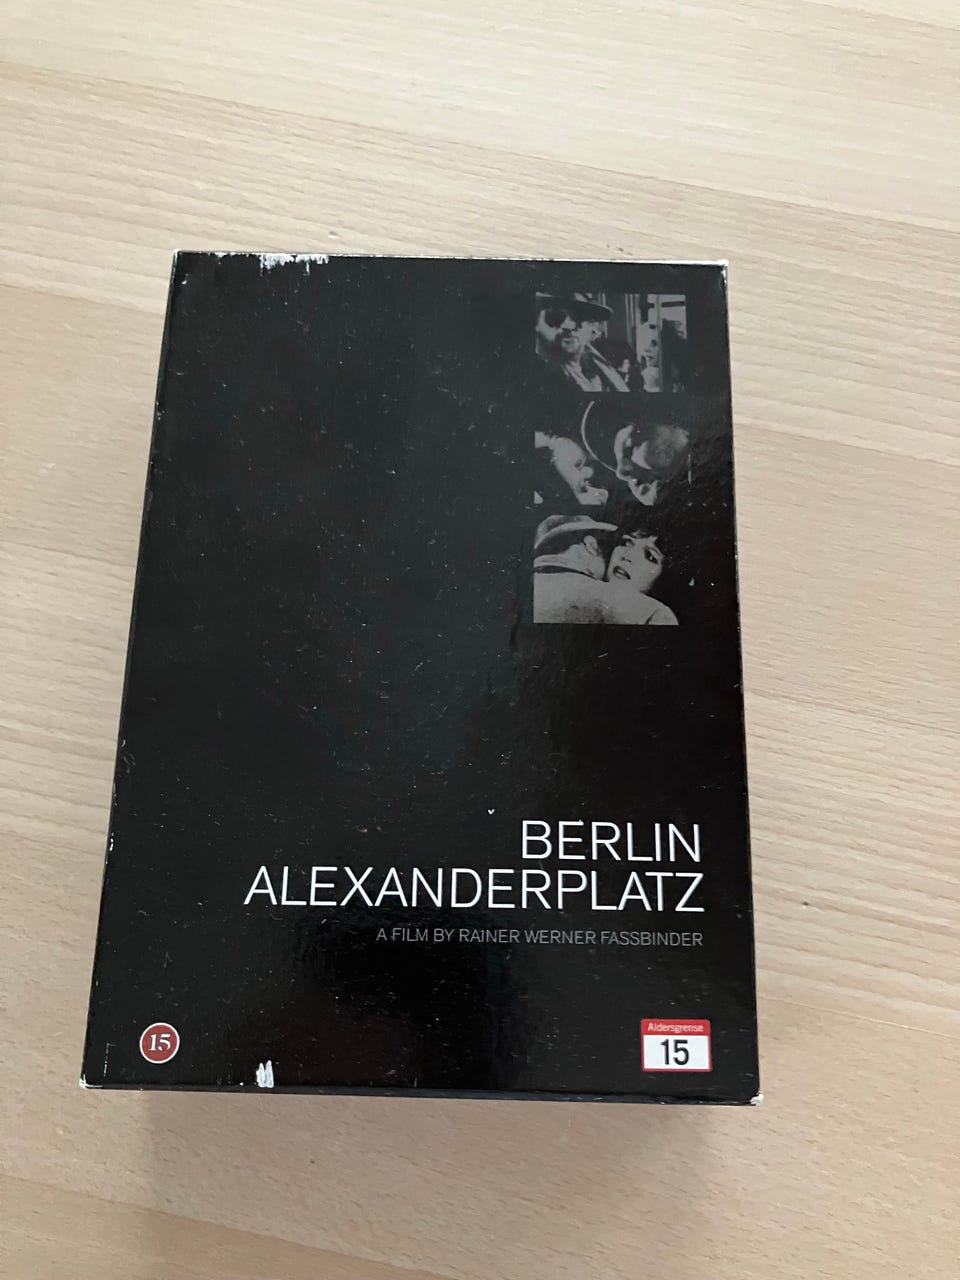 BERLIN
ALEXANDERPLATZ
A FILM BY RAINER WERNER FASSBINDER
15
Aldersgrense
15